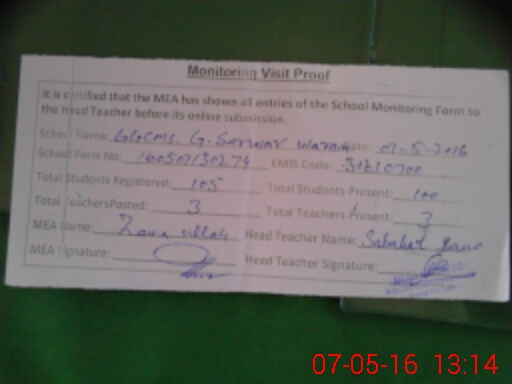 Monitoring Visit Proof
It is certified that the MEA has shown all entries of the School Monitoring Form to
the Head Teacher before its online submission.
School Name: GGCMS. G. Sarwar Date: 07-5-2016
School Form No: EMIS Code:
Total Students Registered: 105 Total Students Present: 100
Total Teachers Posted: 3 Total Teachers Present: 3
MEA Name: ullah Head Teacher Name: Bano
MEA Signature: Head Teacher Signature:
07-05-16 13:14